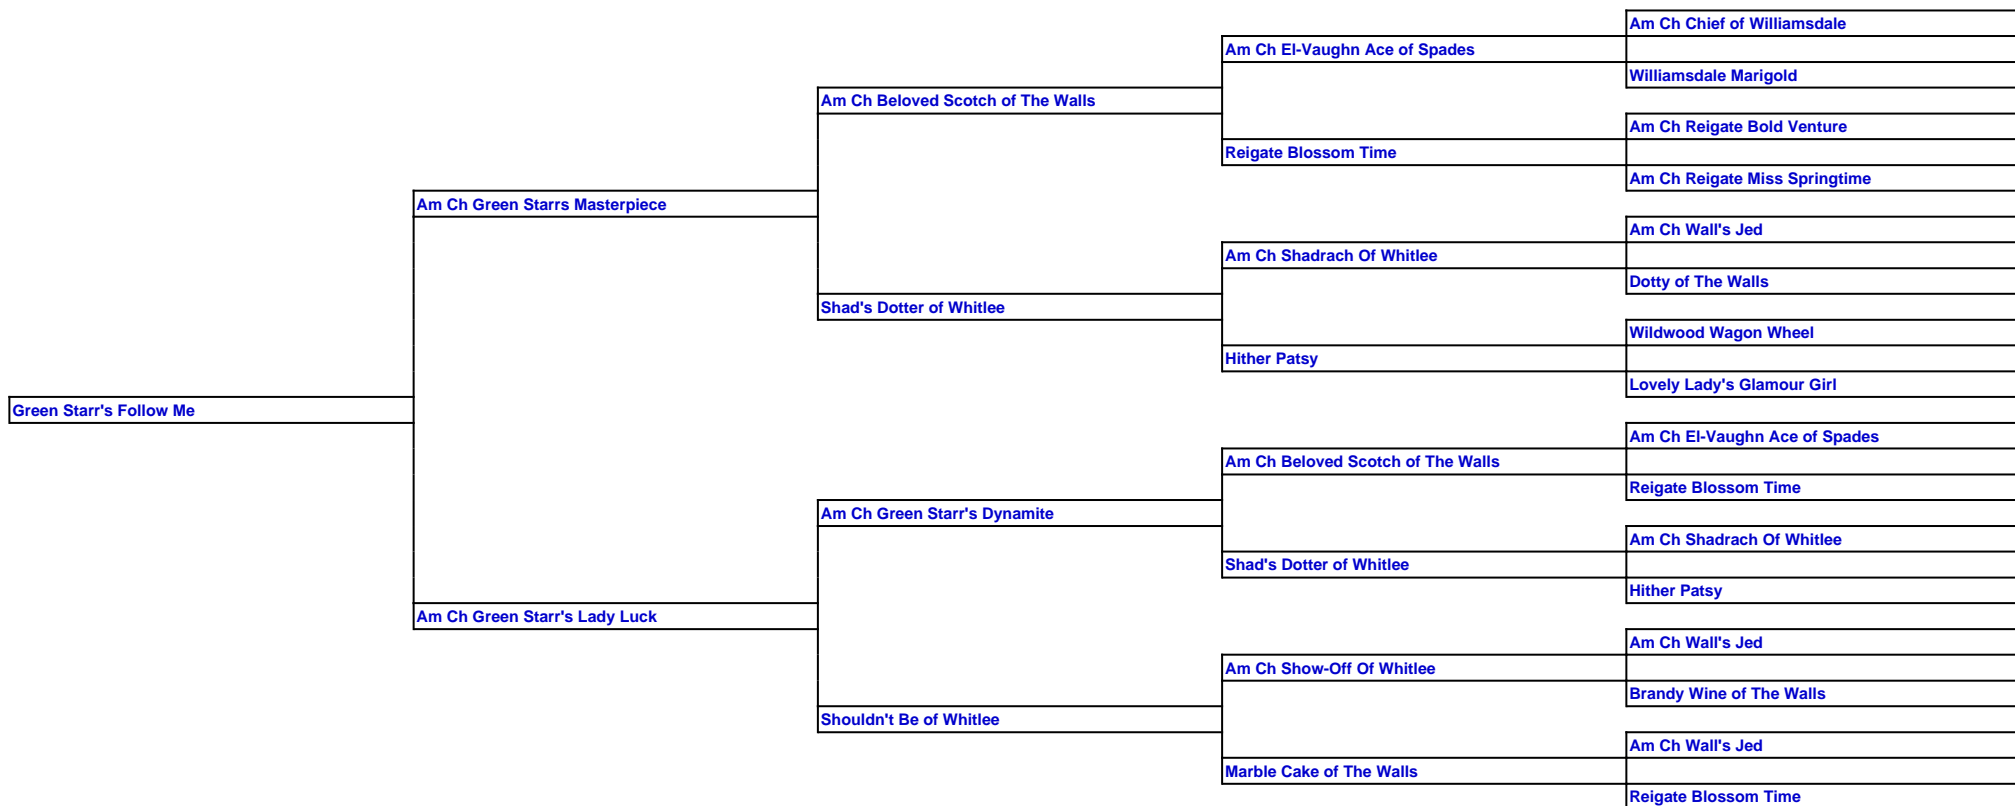 Am Ch Chief of Williamsdale
Am Ch El-Vaughn Ace of Spades
Williamsdale Marigold
Am Ch Beloved Scotch of The Walls
Am Ch Reigate Bold Venture
Reigate Blossom Time
Am Ch Reigate Miss Springtime
Am Ch Green Starrs Masterpiece
Am Ch Wall's Jed
Am Ch Shadrach Of Whitlee
Dotty of The Walls
Shad's Dotter of Whitlee
Wildwood Wagon Wheel
Hither Patsy
Lovely Lady's Glamour Girl
Green Starr's Follow Me
Am Ch El-Vaughn Ace of Spades
Am Ch Beloved Scotch of The Walls
Reigate Blossom Time
Am Ch Green Starr's Dynamite
Am Ch Shadrach Of Whitlee
Shad's Dotter of Whitlee
Hither Patsy
Am Ch Green Starr's Lady Luck
Am Ch Wall's Jed
Am Ch Show-Off Of Whitlee
Brandy Wine of The Walls
Shouldn't Be of Whitlee
Am Ch Wall's Jed
Marble Cake of The Walls
Reigate Blossom Time